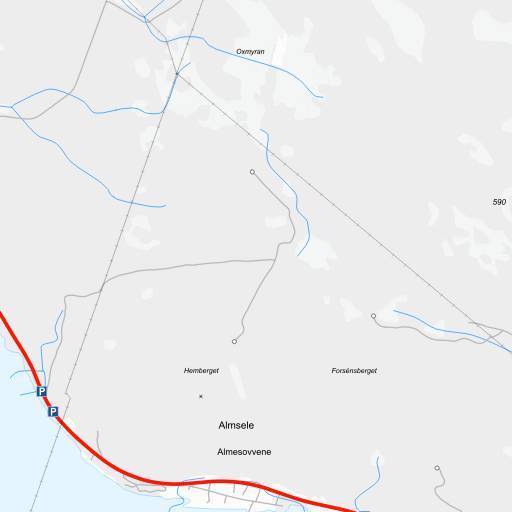 Oxmyran
590
Hemberget
Forsénsberget
P
P
Almsele
Almesovvene